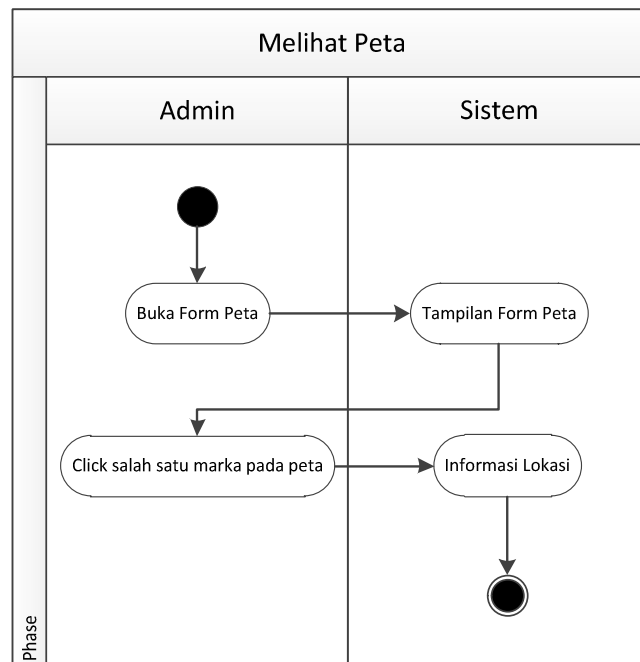 Melihat Peta
Admin
Sistem
Buka Form Peta
Tampilan Form Peta
Click salah satu marka pada peta
Informasi Lokasi
Phase